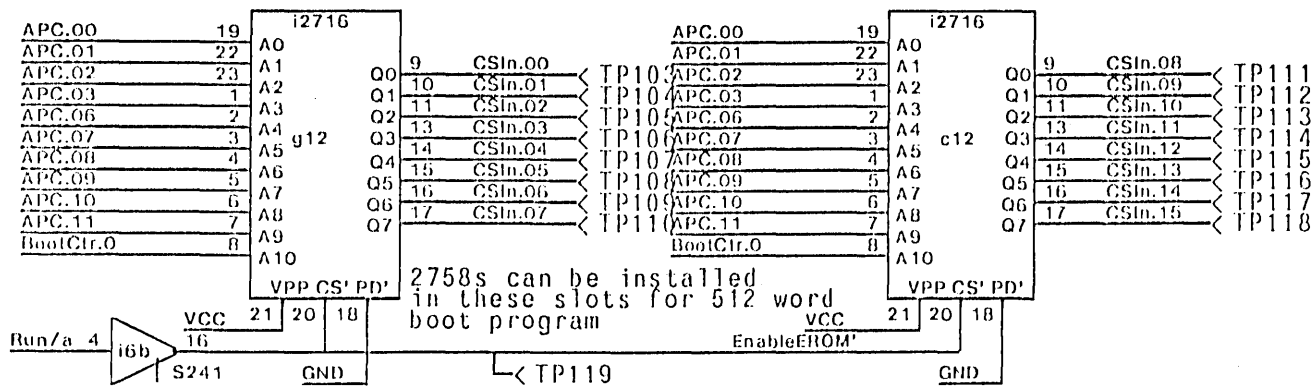 i2716
APC.00 19 A0
APC.01 22 A1
APC.02 23 A2
APC.03 1 A3
APC.06 2 A4
APC.07 3 A5
APC.08 4 A6
APC.09 5 A7
APC.10 6 A8
APC.11 7 A9
BootCtr.0 8 A10
g12
Q0 9 CSIn.00 TP103
Q1 10 CSIn.01 TP104
Q2 11 CSIn.02 TP105
Q3 13 CSIn.03 TP106
Q4 14 CSIn.04 TP107
Q5 15 CSIn.05 TP108
Q6 16 CSIn.06 TP109
Q7 17 CSIn.07 TP110
VPP CS' PD'
VCC 21 20 18
Run/a 4 i6b 16
S241
GND
TP119
2758s can be installed
in these slots for 512 word
boot program
i2716
APC.00 19 A0
APC.01 22 A1
APC.02 23 A2
APC.03 1 A3
APC.06 2 A4
APC.07 3 A5
APC.08 4 A6
APC.09 5 A7
APC.10 6 A8
APC.11 7 A9
BootCtr.0 8 A10
c12
Q0 9 CSIn.08 TP111
Q1 10 CSIn.09 TP112
Q2 11 CSIn.10 TP113
Q3 13 CSIn.11 TP114
Q4 14 CSIn.12 TP115
Q5 15 CSIn.13 TP116
Q6 16 CSIn.14 TP117
Q7 17 CSIn.15 TP118
VPP CS' PD'
VCC 21 20 18
EnableEROM'
GND